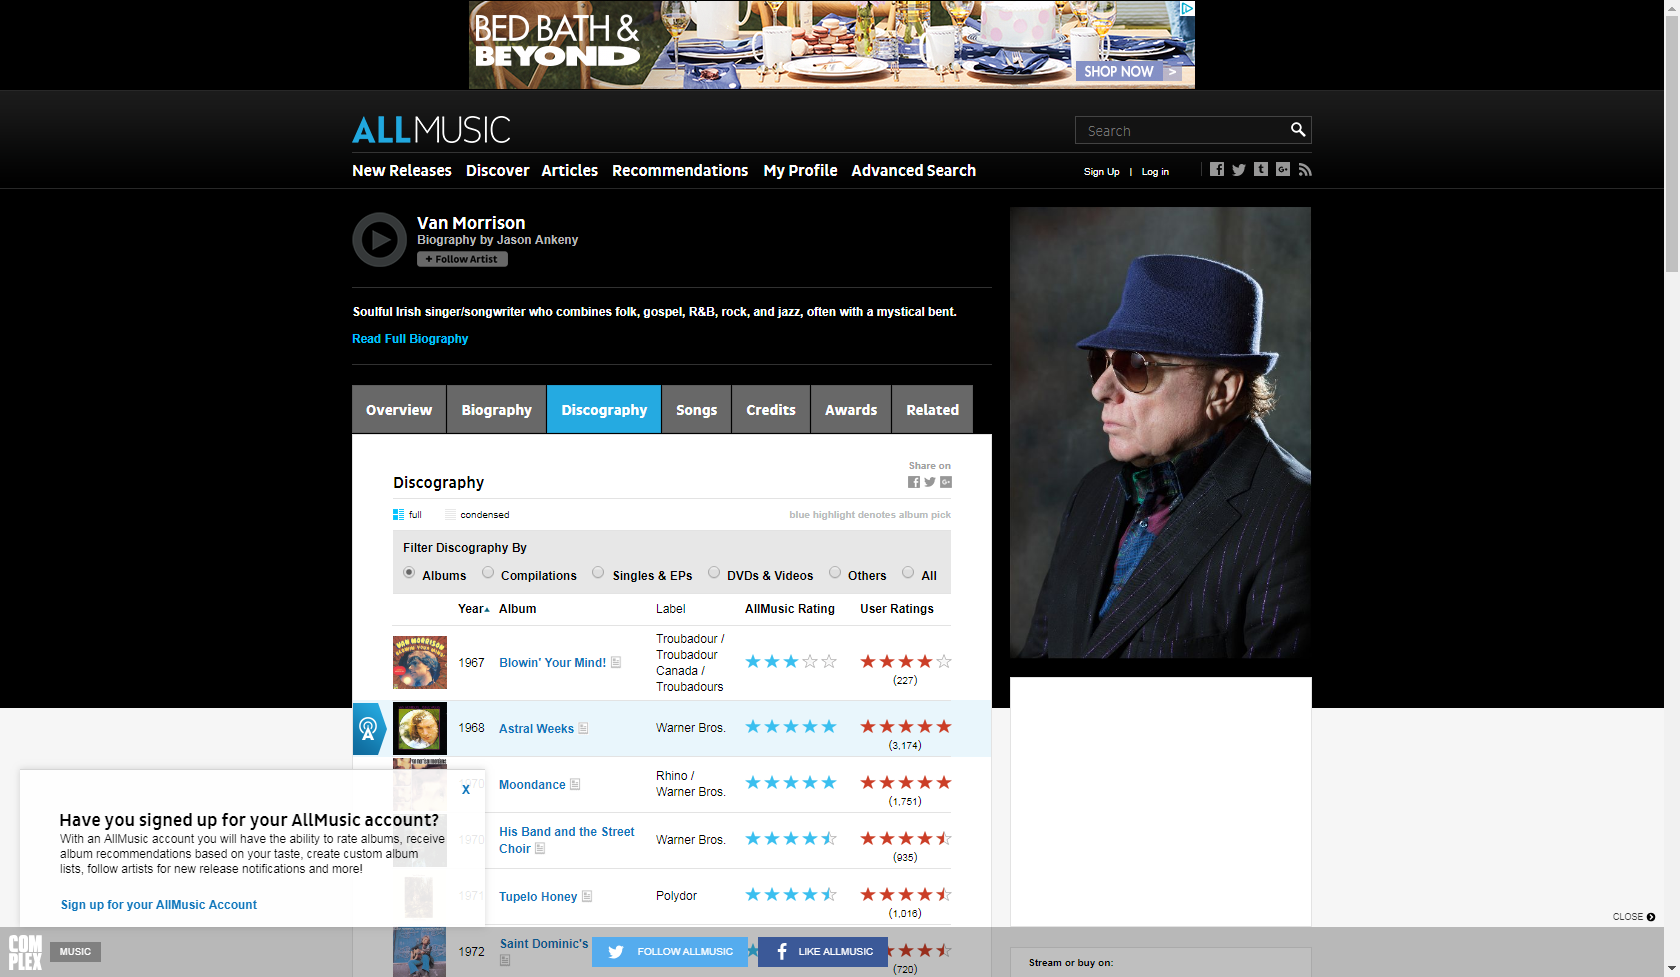 BED BATH &
BEYOND
SHOP NOW >
ALLMUSIC
Search
New Releases Discover Articles Recommendations My Profile Advanced Search
Sign Up | Log in
Van Morrison
Biography by Jason Ankeny
+ Follow Artist
Soulful Irish singer/songwriter who combines folk, gospel, R&B, rock, and jazz, often with a mystical bent.
Read Full Biography
Overview Biography Discography Songs Credits Awards Related
Share on
Discography
full condensed blue highlight denotes album pick
Filter Discography By
Albums Compilations Singles & EPs DVDs & Videos Others All
Year Album Label AllMusic Rating User Ratings
VAN MORRISON
BLOWIN' YOUR MIND!
1967 Blowin' Your Mind! Troubadour / Troubadour Canada / Troubadours (227)
1968 Astral Weeks Warner Bros. (3,174)
1970 Moondance Rhino / Warner Bros. (1,751)
1970 His Band and the Street Choir Warner Bros. (935)
1971 Tupelo Honey Polydor (1,016)
1972 Saint Dominic's (720)
x
Have you signed up for your AllMusic account?
With an AllMusic account you will have the ability to rate albums, receive
album recommendations based on your taste, create custom album
lists, follow artists for new release notifications and more!
Sign up for your AllMusic Account
CLOSE
COMPLEX
MUSIC
FOLLOW ALLMUSIC
LIKE ALLMUSIC
Stream or buy on: